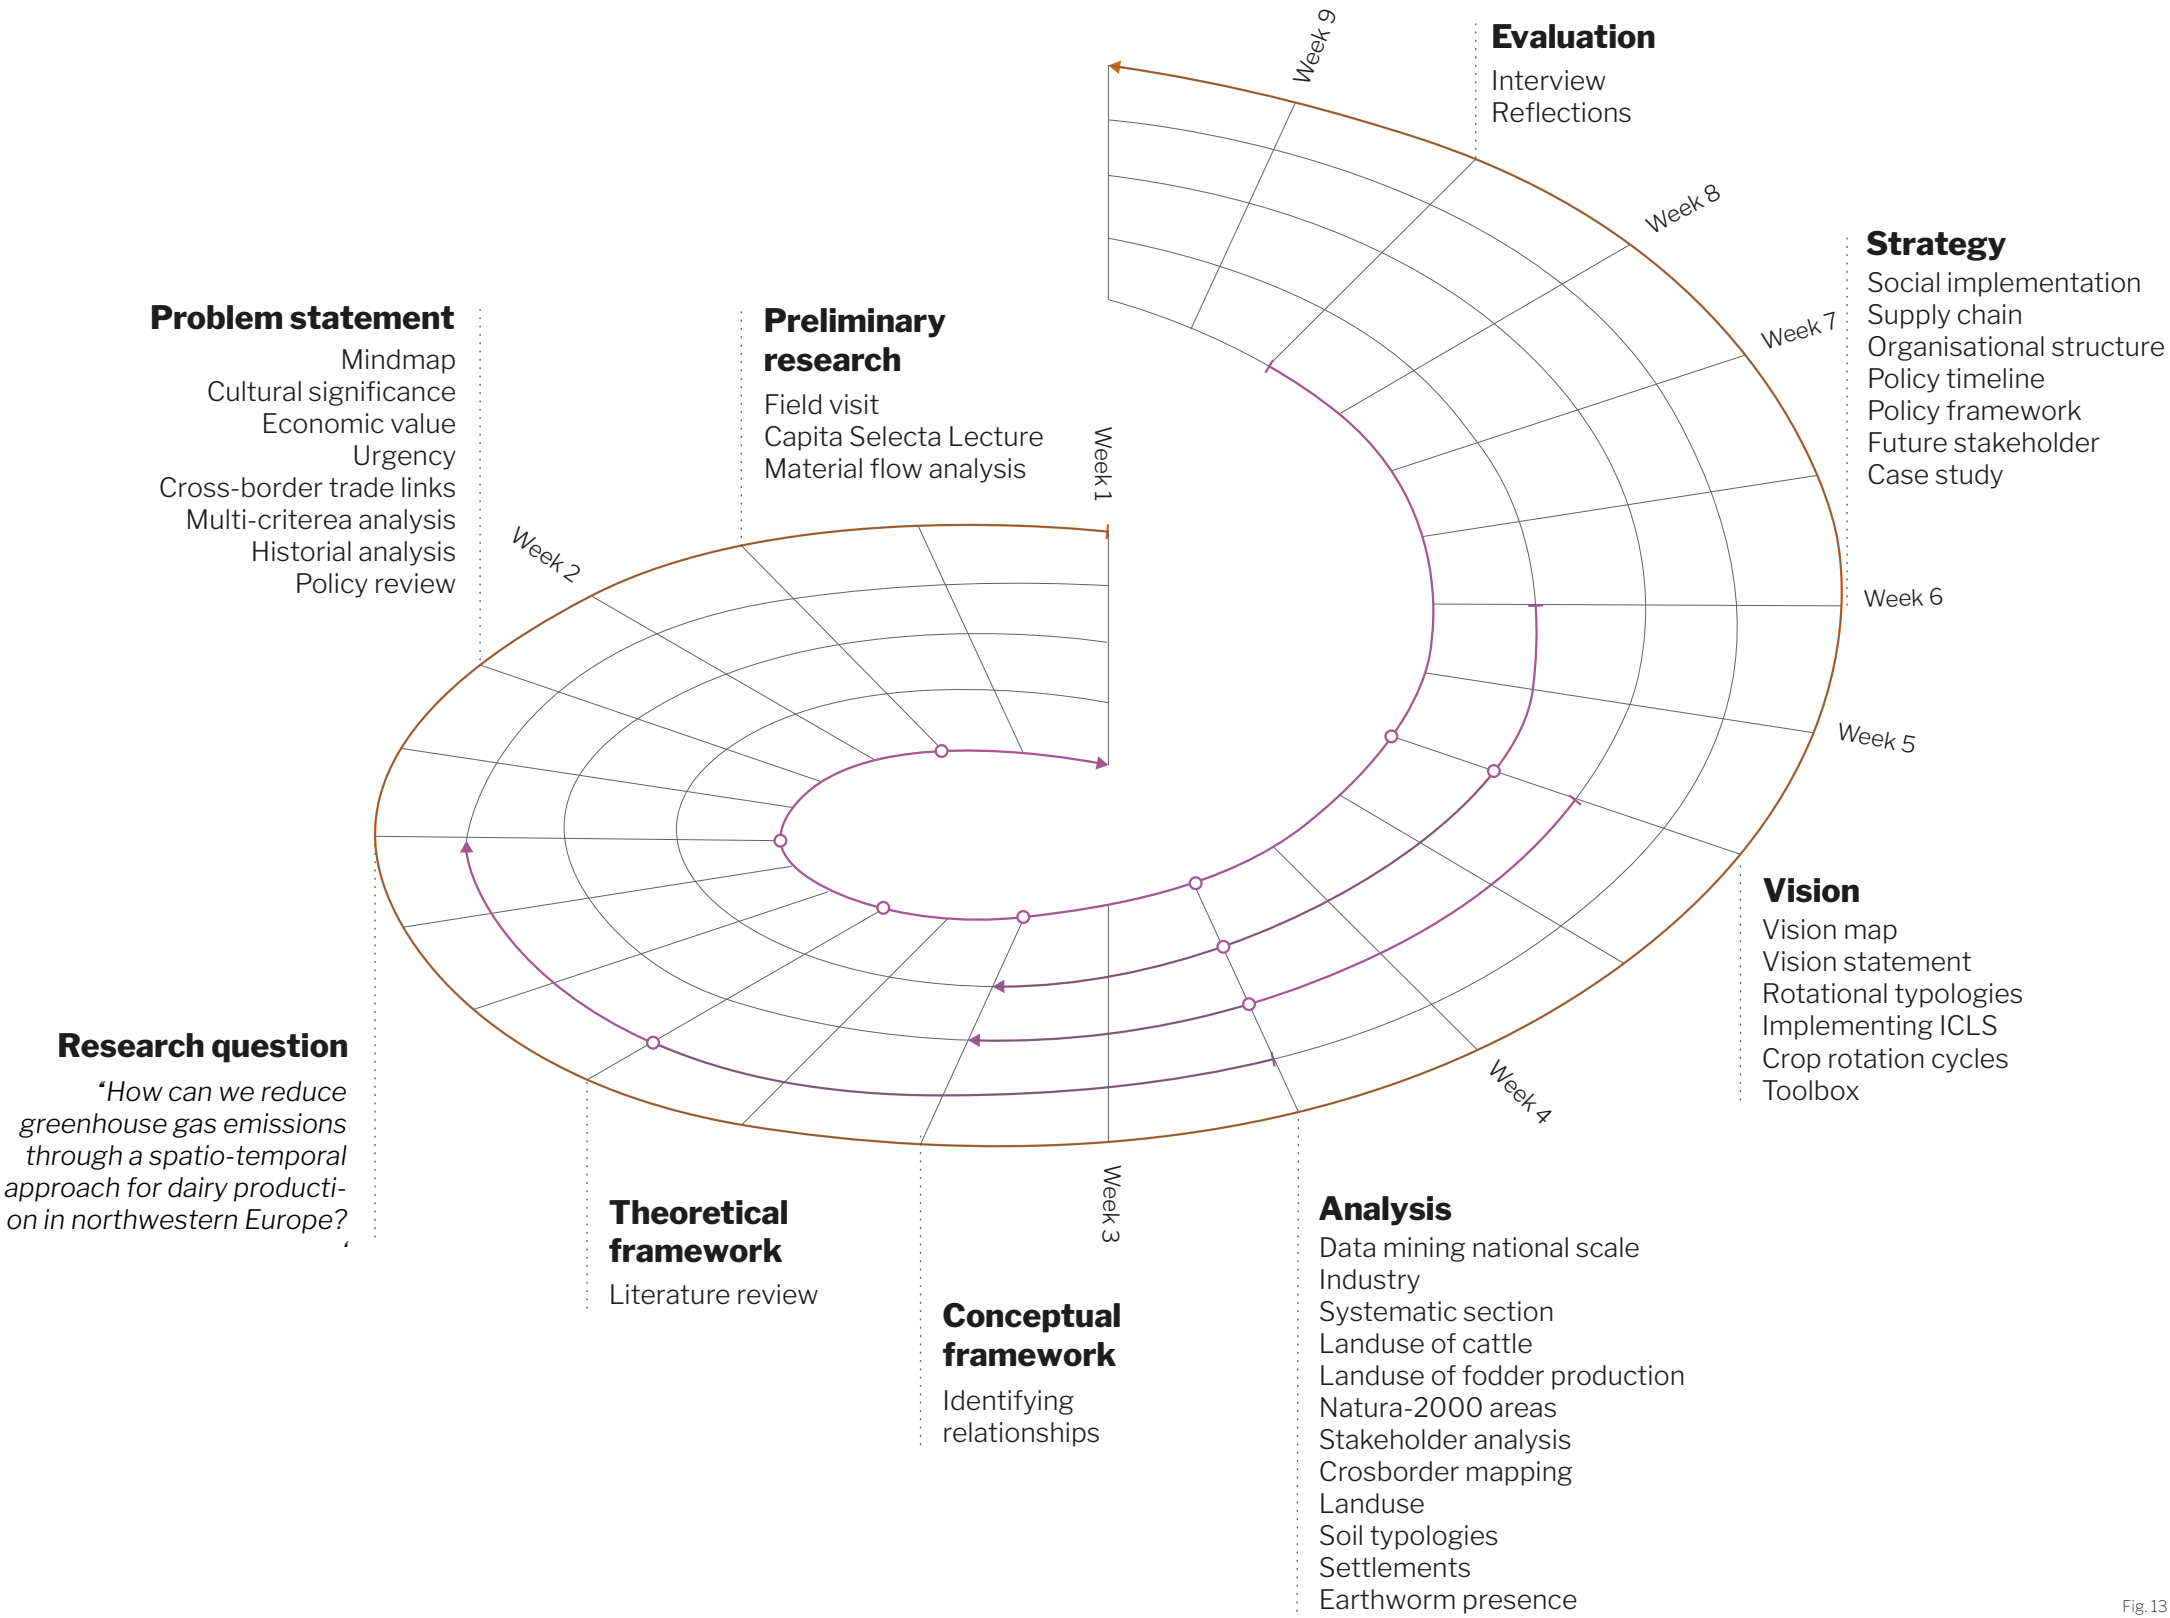 Week 9
Evaluation
Interview
Reflections
Week 8
Strategy
Social implementation
Supply chain
Organisational structure
Policy timeline
Policy framework
Future stakeholder
Case study
Week 7
Problem statement
Mindmap
Cultural significance
Economic value
Urgency
Cross-border trade links
Multi-criterea analysis
Historial analysis
Policy review
Preliminary
research
Field visit
Capita Selecta Lecture
Material flow analysis
Week 1
Week 2
Week 6
Week 5
Vision
Vision map
Vision statement
Rotational typologies
Implementing ICLS
Crop rotation cycles
Toolbox
Research question
‘How can we reduce
greenhouse gas emissions
through a spatio-temporal
approach for dairy producti-
on in northwestern Europe?
‘
Week 4
Week 3
Theoretical
framework
Literature review
Conceptual
framework
Identifying
relationships
Analysis
Data mining national scale
Industry
Systematic section
Landuse of cattle
Landuse of fodder production
Natura-2000 areas
Stakeholder analysis
Crosborder mapping
Landuse
Soil typologies
Settlements
Earthworm presence
Fig. 13